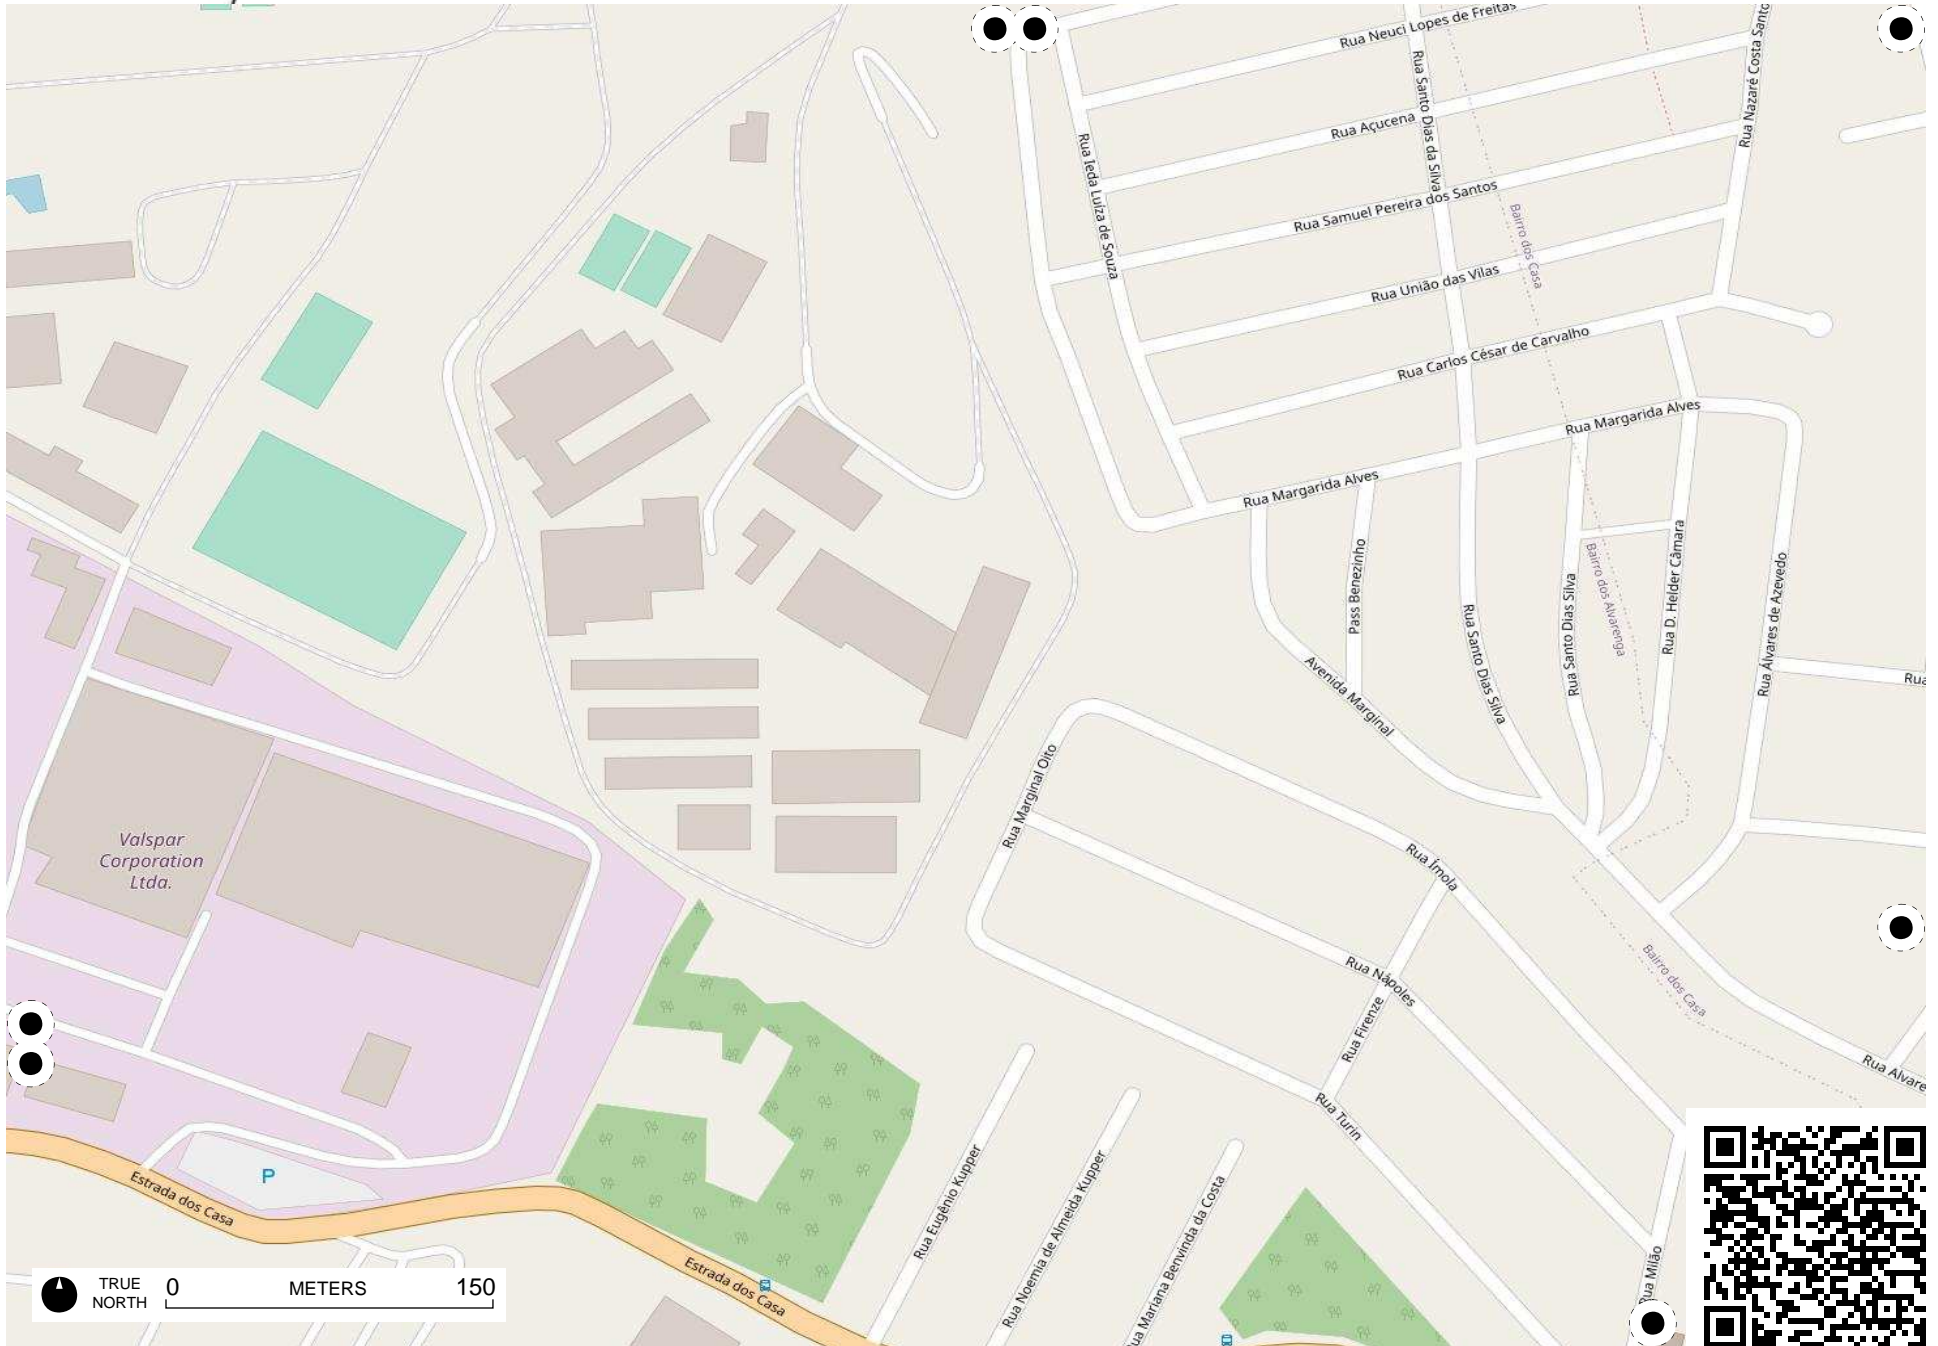 Rua Neuci Lopes de Freitas
Rua Santo Dias da Silva
Rua Nazaré Costa Santo
Rua Açucena
Rua Ieda Luíza de Souza
Rua Samuel Pereira dos Santos
Bairro dos Casa
Rua União das Vilas
Rua Carlos César de Carvalho
Rua Margarida Alves
Rua Margarida Alves
Pass Benezinho
Rua Santo Dias Silva
Rua Santo Dias Silva
Bairro dos Alvarenga
Rua D. Helder Câmara
Rua Álvares de Azevedo
Rua
Avenida Marginal
Rua Marginal Oito
Valspar
Corporation
Ltda.
Rua Ímola
Rua Nápoles
Bairro dos Casa
Rua Firenze
Rua Alvare
Rua Turin
P
Estrada dos Casa
Rua Eugênio Kupper
Rua Noemia de Almeida Kupper
ua Mariana Benvinda da Costa
Rua Milão
Estrada dos Casa
TRUE
NORTH
0 METERS 150